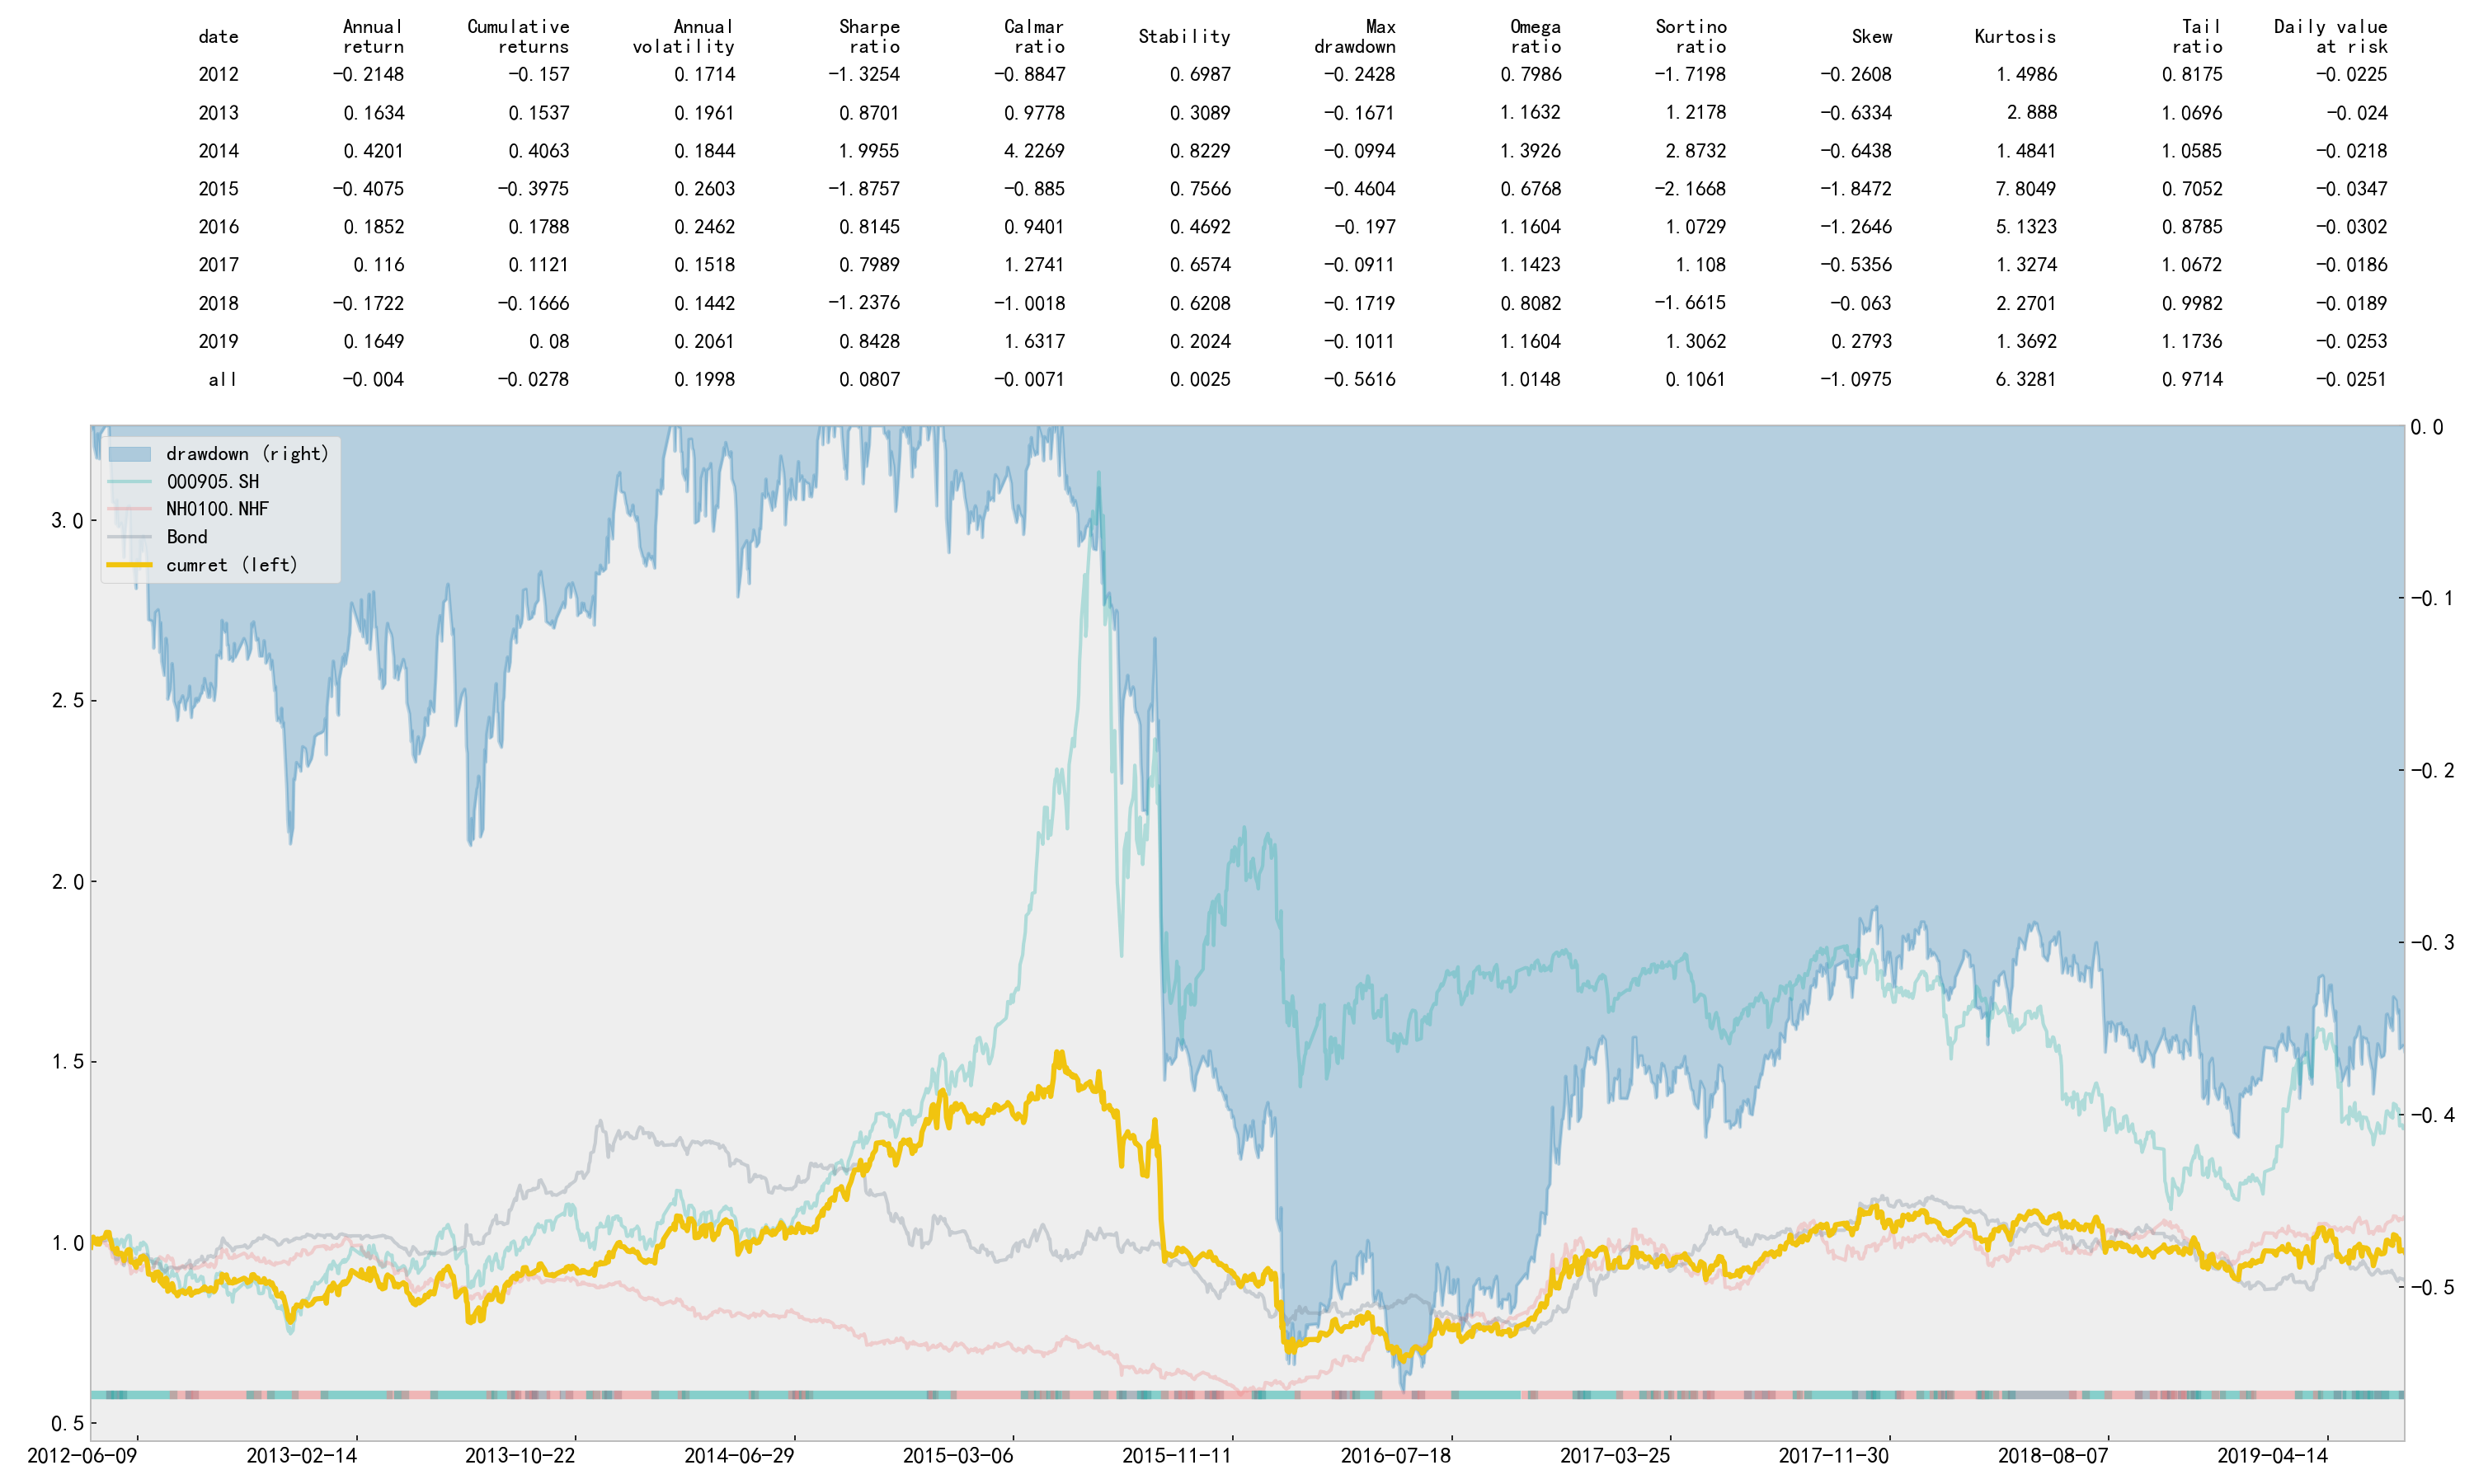 date Annual return Cumulative returns Annual volatility Sharpe ratio Calmar ratio Stability Max drawdown Omega ratio Sortino ratio Skew Kurtosis Tail ratio Daily value at risk
2012 -0.2148 -0.157 0.1714 -1.3254 -0.8847 0.6987 -0.2428 0.7986 -1.7198 -0.2608 1.4986 0.8175 -0.0225
2013 0.1634 0.1537 0.1961 0.8701 0.9778 0.3089 -0.1671 1.1632 1.2178 -0.6334 2.888 1.0696 -0.024
2014 0.4201 0.4063 0.1844 1.9955 4.2269 0.8229 -0.0994 1.3926 2.8732 -0.6438 1.4841 1.0585 -0.0218
2015 -0.4075 -0.3975 0.2603 -1.8757 -0.885 0.7566 -0.4604 0.6768 -2.1668 -1.8472 7.8049 0.7052 -0.0347
2016 0.1852 0.1788 0.2462 0.8145 0.9401 0.4692 -0.197 1.1604 1.0729 -1.2646 5.1323 0.8785 -0.0302
2017 0.116 0.1121 0.1518 0.7989 1.2741 0.6574 -0.0911 1.1423 1.108 -0.5356 1.3274 1.0672 -0.0186
2018 -0.1722 -0.1666 0.1442 -1.2376 -1.0018 0.6208 -0.1719 0.8082 -1.6615 -0.063 2.2701 0.9982 -0.0189
2019 0.1649 0.08 0.2061 0.8428 1.6317 0.2024 -0.1011 1.1604 1.3062 0.2793 1.3692 1.1736 -0.0253
all -0.004 -0.0278 0.1998 0.0807 -0.0071 0.0025 -0.5616 1.0148 0.1061 -1.0975 6.3281 0.9714 -0.0251
drawdown (right)
000905.SH
NH0100.NHF
Bond
cumret (left)
3.0
2.5
2.0
1.5
1.0
0.5
0.0
-0.1
-0.2
-0.3
-0.4
-0.5
2012-06-09 2013-02-14 2013-10-22 2014-06-29 2015-03-06 2015-11-11 2016-07-18 2017-03-25 2017-11-30 2018-08-07 2019-04-14